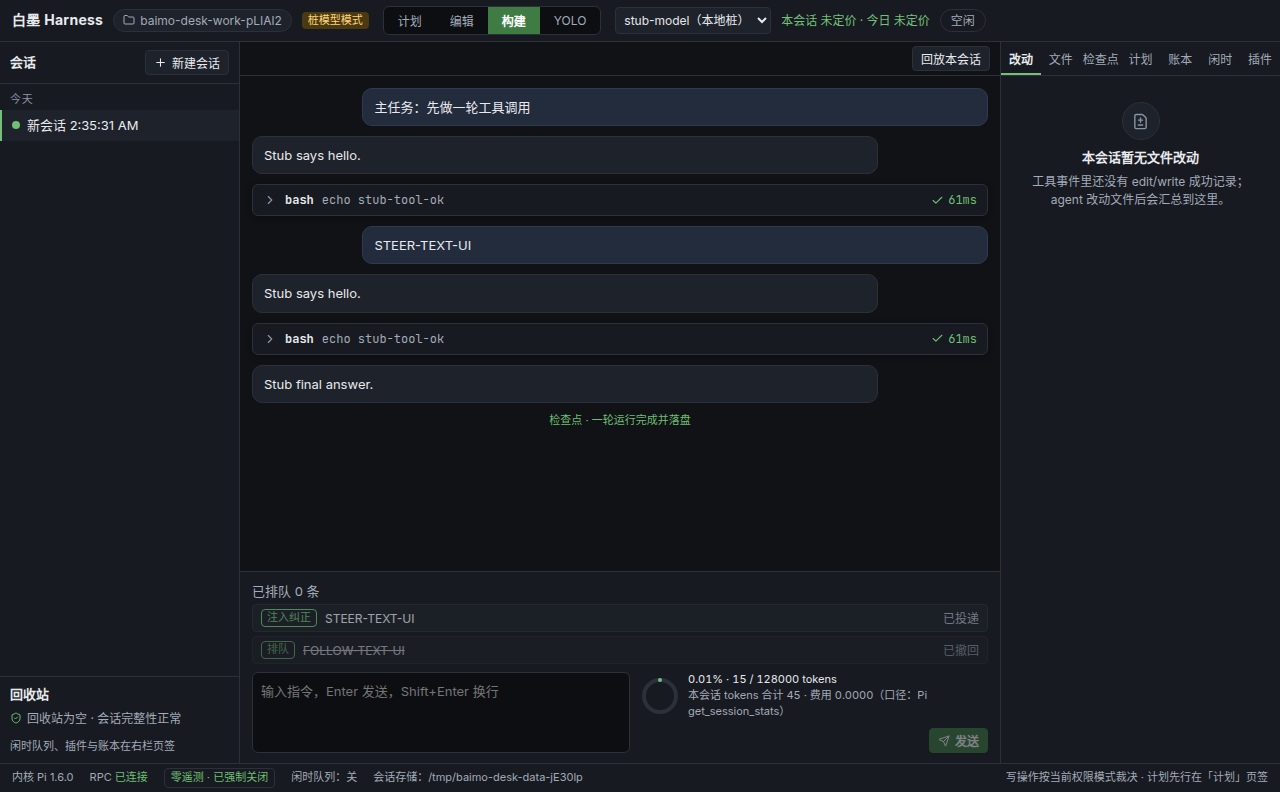 白墨 Harness
baimo-desk-work-pLIAI2
桩模型模式
计划
编辑
构建
YOLO
stub-model（本地桩）
本会话 未定价 · 今日 未定价
空闲
会话
新建会话
今天
新会话 2:35:31 AM
回收站
回收站为空 · 会话完整性正常
闲时队列、插件与账本在右栏页签
回放本会话
主任务：先做一轮工具调用
Stub says hello.
bash echo stub-tool-ok
61ms
STEER-TEXT-UI
Stub says hello.
bash echo stub-tool-ok
61ms
Stub final answer.
检查点 · 一轮运行完成并落盘
已排队 0 条
注入纠正 STEER-TEXT-UI 已投递
排队 FOLLOW-TEXT-UI 已撤回
输入指令，Enter 发送，Shift+Enter 换行
0.01% · 15 / 128000 tokens
本会话 tokens 合计 45 · 费用 0.0000（口径：Pi
get_session_stats）
发送
改动
文件
检查点
计划
账本
闲时
插件
本会话暂无文件改动
工具事件里还没有 edit/write 成功记录；
agent 改动文件后会汇总到这里。
内核 Pi 1.6.0
RPC 已连接
零遥测 · 已强制关闭
闲时队列：关
会话存储：/tmp/baimo-desk-data-jE30lp
写操作按当前权限模式裁决 · 计划先行在「计划」页签